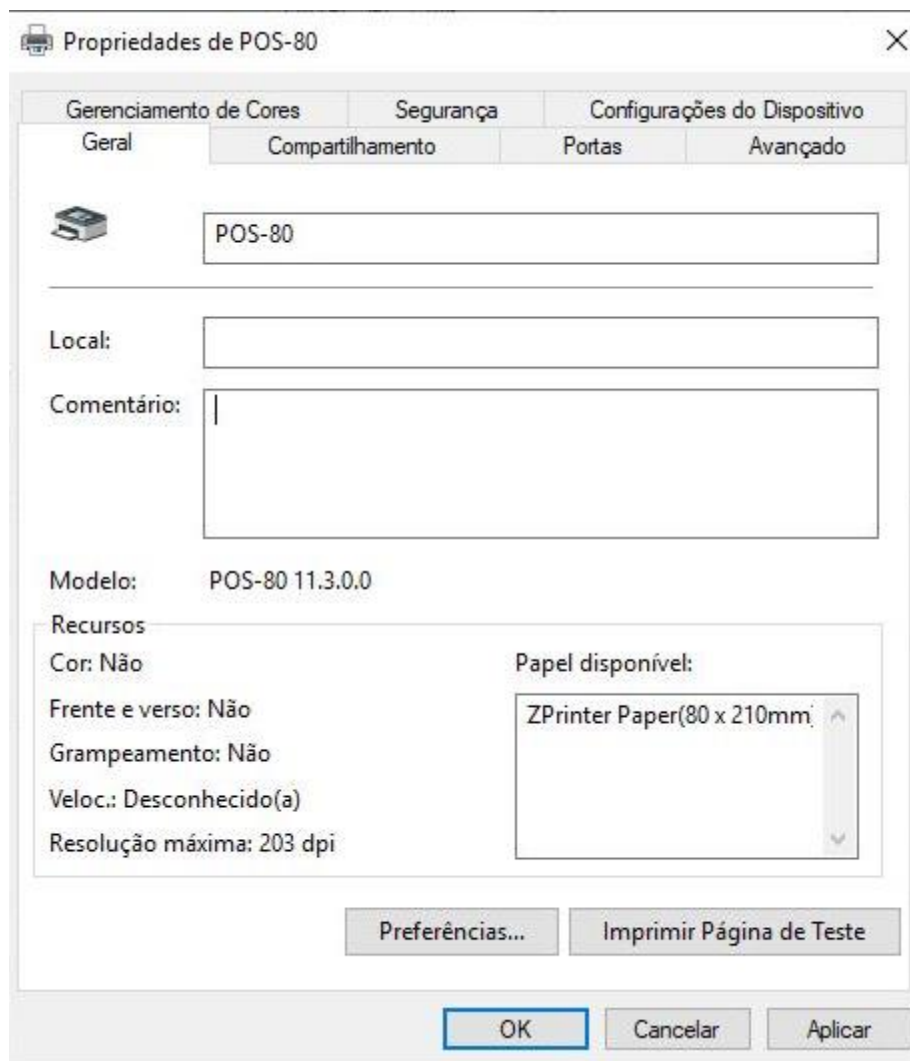 Propriedades de POS-80
Gerenciamento de Cores Segurança Configurações do Dispositivo
Geral Compartilhamento Portas Avançado
POS-80
Local:
Comentário:
Modelo: POS-80 11.3.0.0
Recursos
Cor: Não Papel disponível:
Frente e verso: Não ZPrinter Paper(80 x 210mm)
Grampeamento: Não
Veloc.: Desconhecido(a)
Resolução máxima: 203 dpi
Preferências... Imprimir Página de Teste
OK Cancelar Aplicar